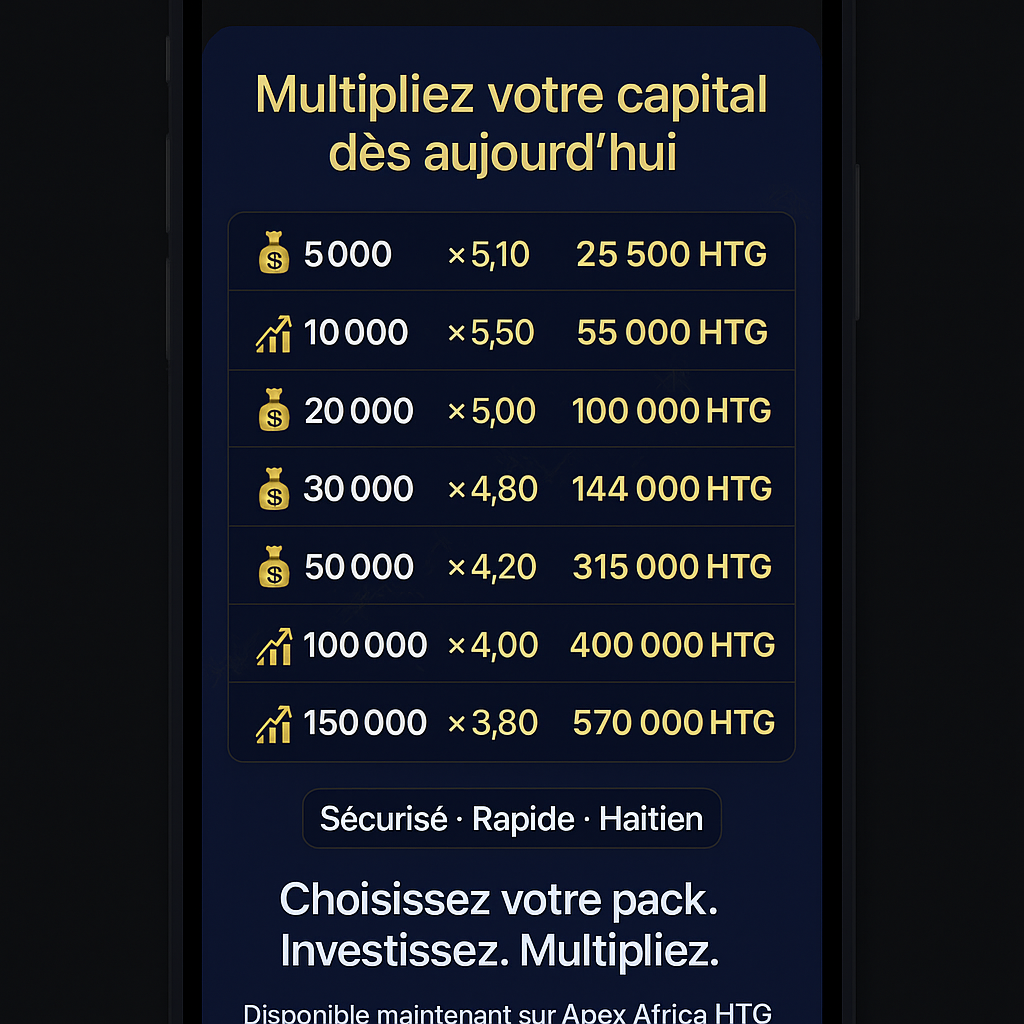 Multipliez votre capital
dès aujourd’hui
5 000 ×5,10 25 500 HTG
10 000 ×5,50 55 000 HTG
20 000 ×5,00 100 000 HTG
30 000 ×4,80 144 000 HTG
50 000 ×4,20 315 000 HTG
100 000 ×4,00 400 000 HTG
150 000 ×3,80 570 000 HTG
Sécurisé · Rapide · Haitien
Choisissez votre pack.
Investissez. Multipliez.
Disponible maintenant sur Apex Africa HTG